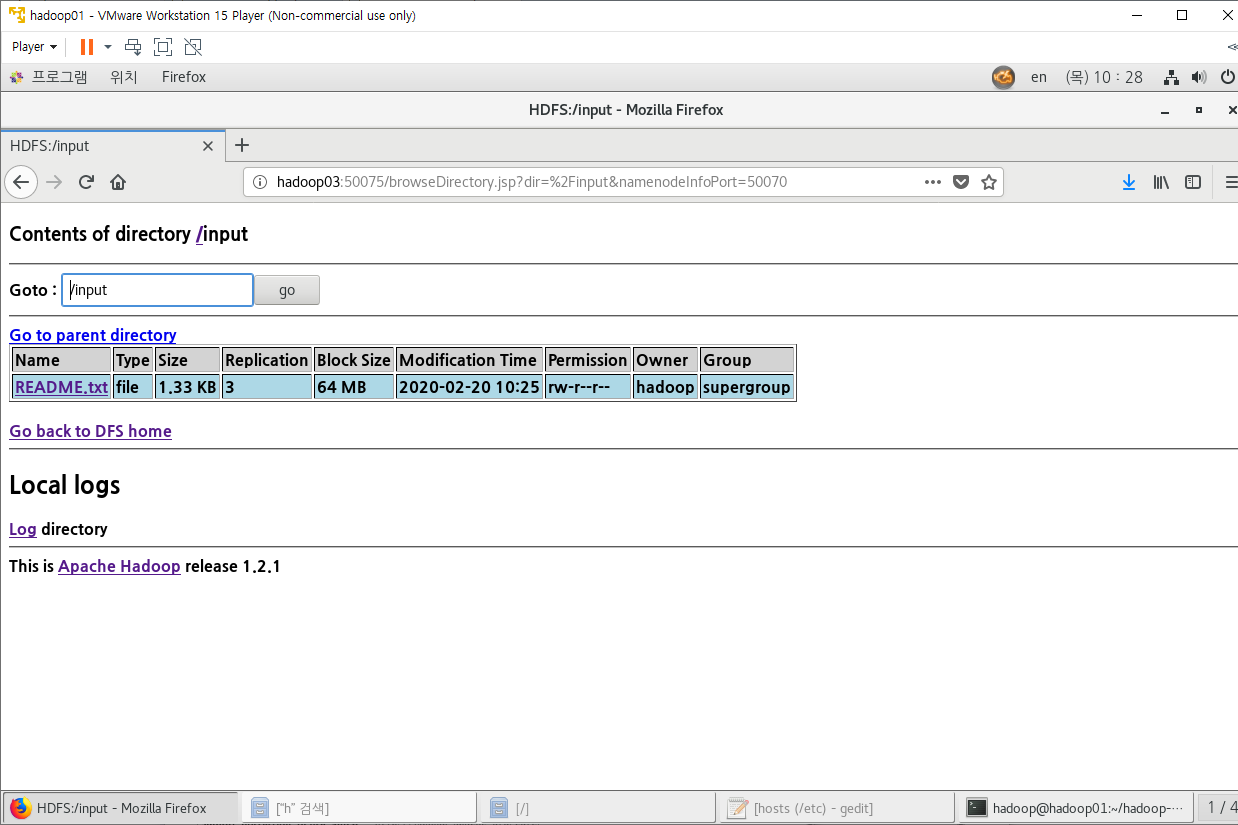 hadoop01 - VMware Workstation 15 Player (Non-commercial use only)
Player
프로그램 위치 Firefox en (목) 10 : 28
HDFS:/input - Mozilla Firefox
HDFS:/input
hadoop03:50075/browseDirectory.jsp?dir=%2Finput&namenodeInfoPort=50070
Contents of directory /input
Goto : /input go
Go to parent directory
Name Type Size Replication Block Size Modification Time Permission Owner Group
README.txt file 1.33 KB 3 64 MB 2020-02-20 10:25 rw-r--r-- hadoop supergroup
Go back to DFS home
Local logs
Log directory
This is Apache Hadoop release 1.2.1
HDFS:/input - Mozilla Firefox ["h" 검색] [/] [hosts (/etc) - gedit] hadoop@hadoop01:~/hadoop-··· 1 / 4